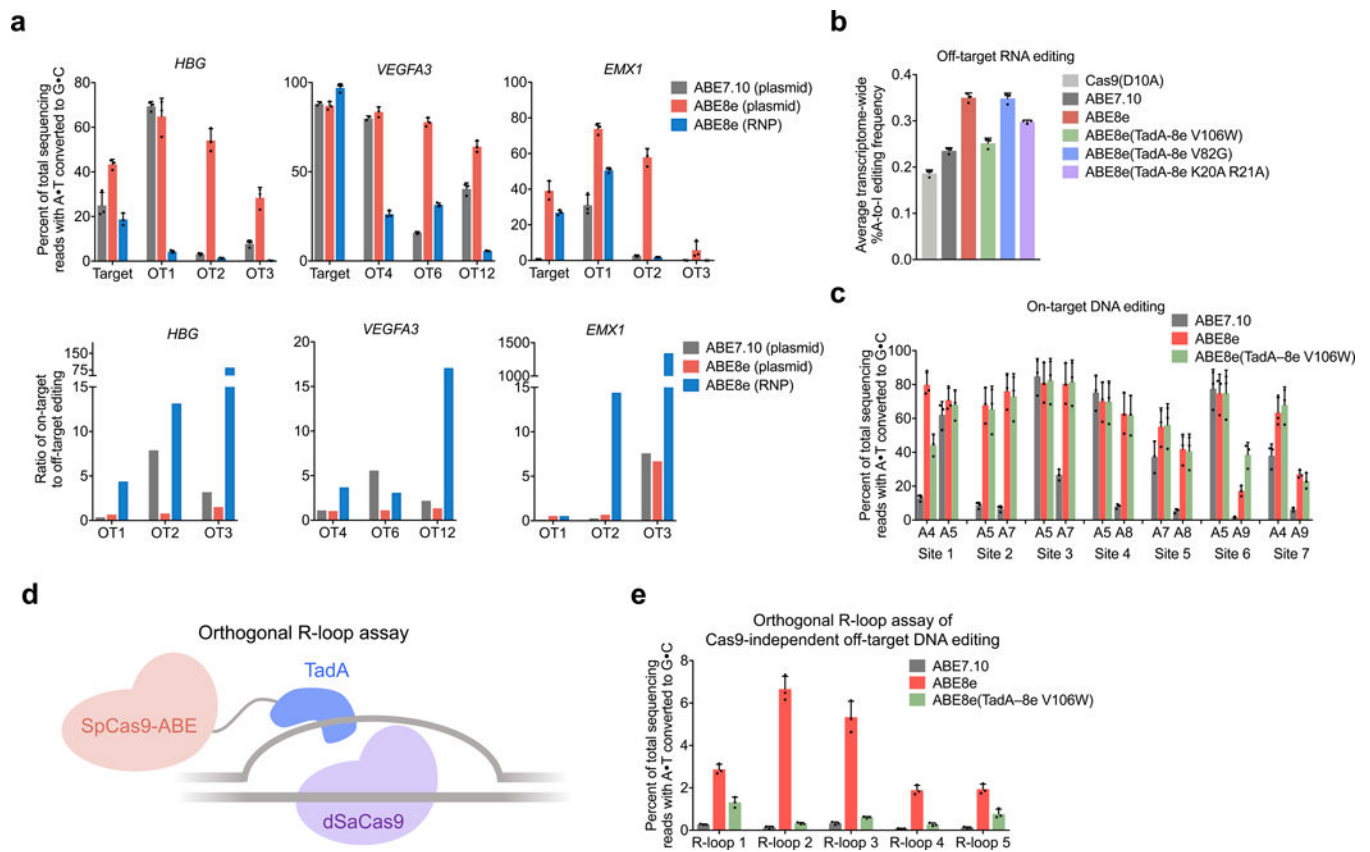 a
HBG
VEGFA3
EMX1
ABE7.10 (plasmid)
ABE8e (plasmid)
ABE8e (RNP)
Percent of total sequencing
reads with A•T converted to G•C
80
60
40
20
0
Target OT1 OT2 OT3
100
50
0
Target OT4 OT6 OT12
100
80
60
40
20
0
Target OT1 OT2 OT3
HBG
VEGFA3
EMX1
ABE7.10 (plasmid)
ABE8e (plasmid)
ABE8e (RNP)
Ratio of on-target
to off-target editing
150
75
15
10
5
0
OT1 OT2 OT3
20
15
10
5
0
OT4 OT6 OT12
1500
1000
15
10
5
0
OT1 OT2 OT3
b
Off-target RNA editing
Average transcriptome-wide
%A-to-I editing frequency
0.4
0.3
0.2
0.1
0.0
Cas9(D10A)
ABE7.10
ABE8e
ABE8e(TadA-8e V106W)
ABE8e(TadA-8e V82G)
ABE8e(TadA-8e K20A R21A)
c
On-target DNA editing
ABE7.10
ABE8e
ABE8e(TadA–8e V106W)
Percent of total sequencing
reads with A•T converted to G•C
100
80
60
40
20
0
A4 A5 A5 A7 A5 A7 A5 A8 A7 A8 A5 A9 A4 A9
Site 1 Site 2 Site 3 Site 4 Site 5 Site 6 Site 7
d
Orthogonal R-loop assay
TadA
SpCas9-ABE
dSaCas9
e
Orthogonal R-loop assay of
Cas9-independent off-target DNA editing
ABE7.10
ABE8e
ABE8e(TadA–8e V106W)
Percent of total sequencing
reads with A•T converted to G•C
8
6
4
2
0
R-loop 1 R-loop 2 R-loop 3 R-loop 4 R-loop 5